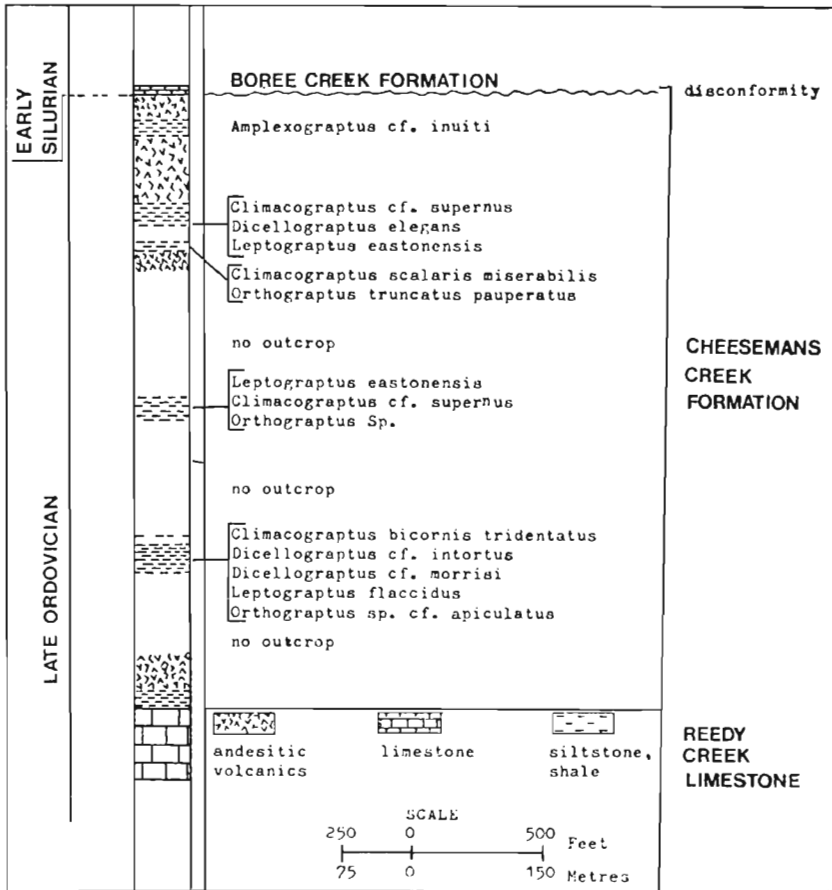 EARLY
SILURIAN
LATE ORDOVICIAN
BOREE CREEK FORMATION
disconformity
Amplexograptus cf. inuiti
Climacograptus cf. supernus
Dicellograptus elegans
Leptograptus eastonensis
Climacograptus scalaris miserabilis
Orthograptus truncatus pauperatus
no outcrop
Leptograptus eastonensis
Climacograptus cf. supernus
Orthograptus Sp.
no outcrop
Climacograptus bicornis tridentatus
Dicellograptus cf. intortus
Dicellograptus cf. morrisi
Leptograptus flaccidus
Orthograptus sp. cf. apiculatus
no outcrop
CHEESEMANS
CREEK
FORMATION
andesitic
volcanics
limestone
siltstone,
shale
REEDY
CREEK
LIMESTONE
SCALE
250 0 500 Feet
75 0 150 Metres